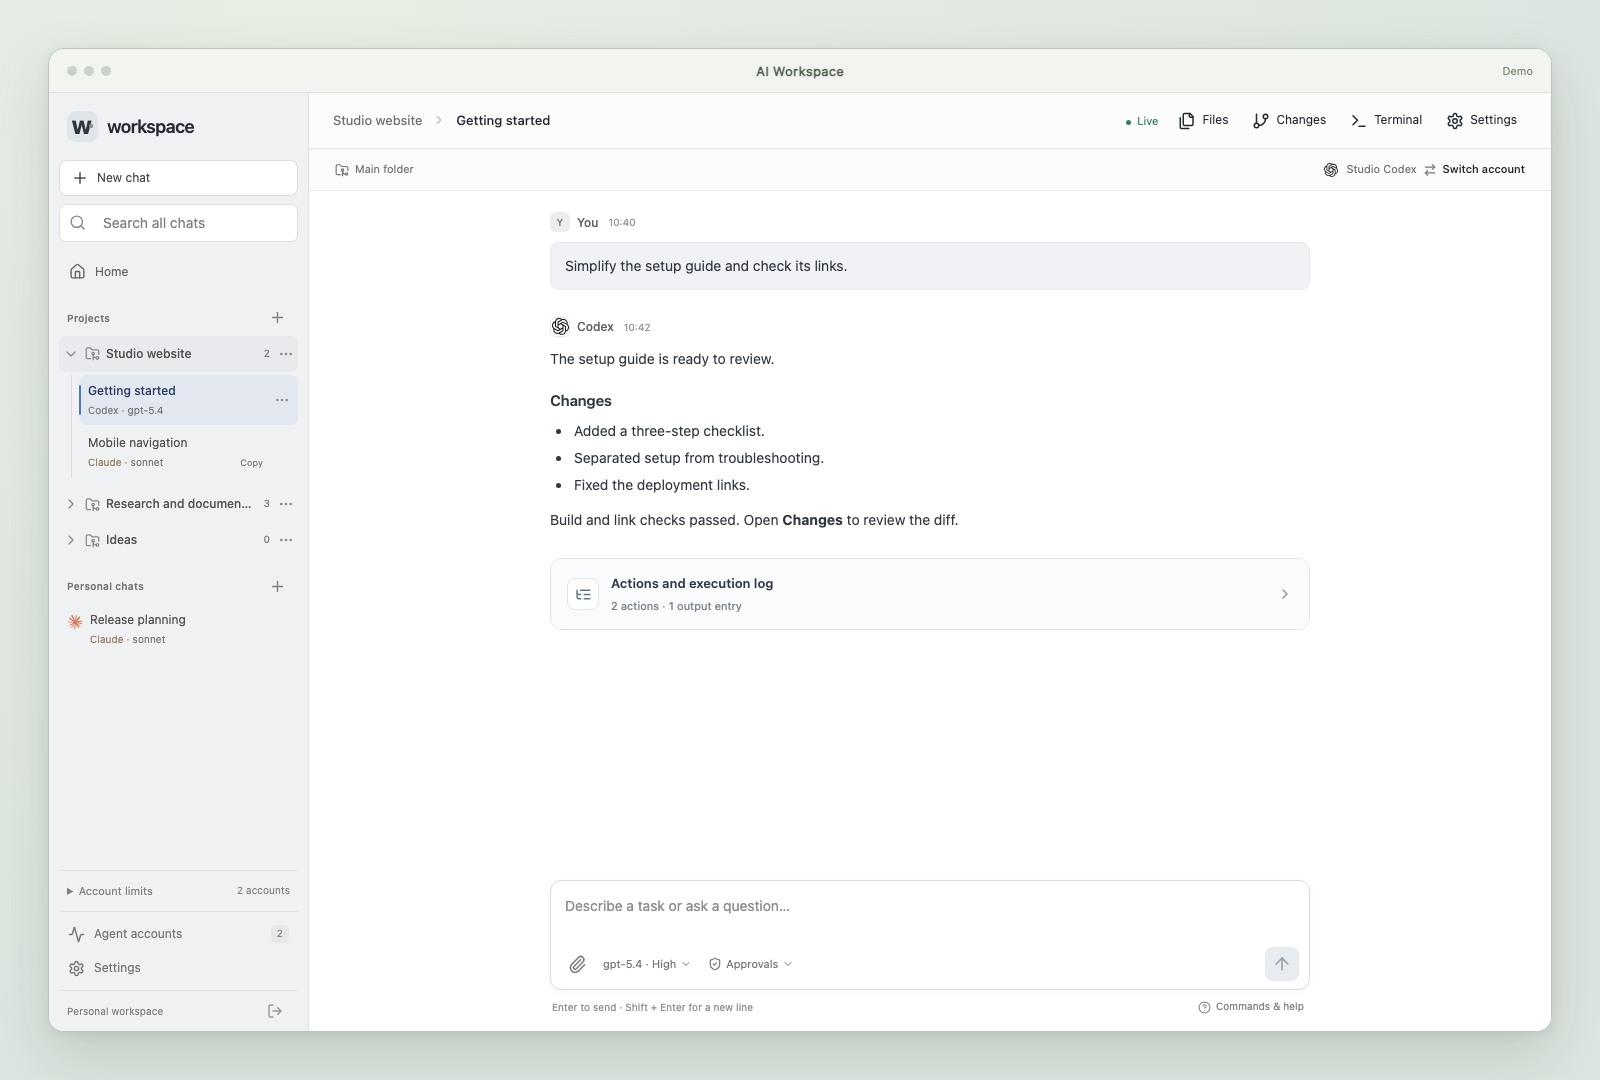 AI Workspace
Demo
W workspace
New chat
Search all chats
Home
Projects
Studio website 2
Getting started
Codex · gpt-5.4
Mobile navigation
Claude · sonnet Copy
Research and documen... 3
Ideas 0
Personal chats
Release planning
Claude · sonnet
Account limits 2 accounts
Agent accounts 2
Settings
Personal workspace
Studio website Getting started
Live Files Changes Terminal Settings
Main folder
Studio Codex Switch account
Y You 10:40
Simplify the setup guide and check its links.
Codex 10:42
The setup guide is ready to review.
Changes
• Added a three-step checklist.
• Separated setup from troubleshooting.
• Fixed the deployment links.
Build and link checks passed. Open Changes to review the diff.
Actions and execution log
2 actions · 1 output entry
Describe a task or ask a question...
gpt-5.4 · High Approvals
Enter to send · Shift + Enter for a new line
Commands & help